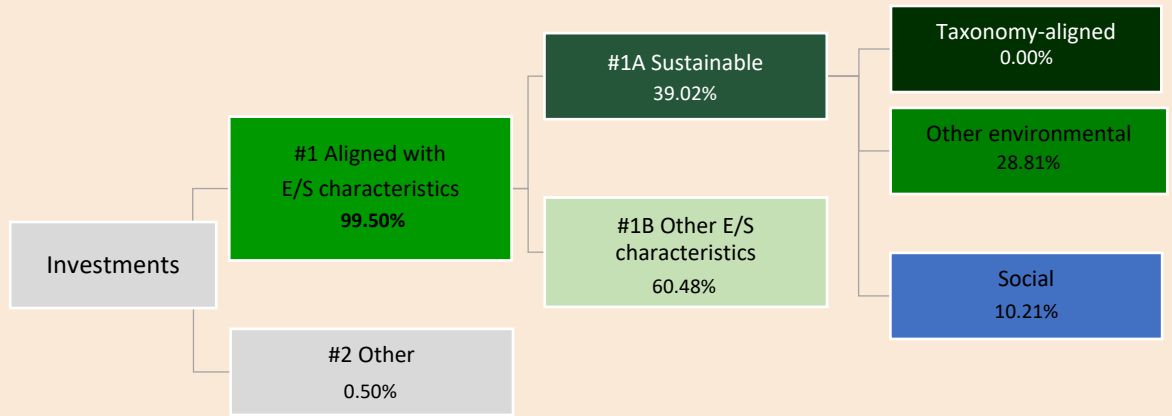 Investments
#1 Aligned with
E/S characteristics
99.50%
#2 Other
0.50%
#1A Sustainable
39.02%
#1B Other E/S
characteristics
60.48%
Taxonomy-aligned
0.00%
Other environmental
28.81%
Social
10.21%